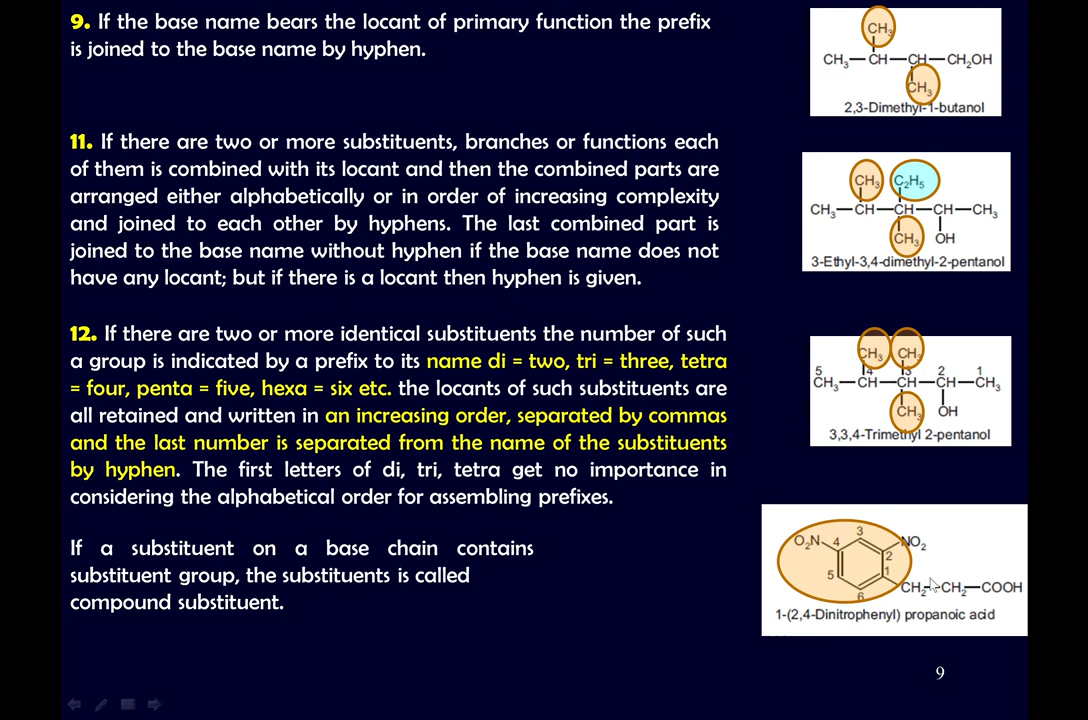 9. If the base name bears the locant of primary function the prefix
is joined to the base name by hyphen.
CH3
CH3—CH—CH—CH2OH
CH3
2,3-Dimethyl-1-butanol
11. If there are two or more substituents, branches or functions each
of them is combined with its locant and then the combined parts are
arranged either alphabetically or in order of increasing complexity
and joined to each other by hyphens. The last combined part is
joined to the base name without hyphen if the base name does not
have any locant; but if there is a locant then hyphen is given.
CH3 C2H5
CH3—CH—CH—CH—CH3
CH3 OH
3-Ethyl-3,4-dimethyl-2-pentanol
12. If there are two or more identical substituents the number of such
a group is indicated by a prefix to its name di = two, tri = three, tetra
= four, penta = five, hexa = six etc. the locants of such substituents are
all retained and written in an increasing order, separated by commas
and the last number is separated from the name of the substituents
by hyphen. The first letters of di, tri, tetra get no importance in
considering the alphabetical order for assembling prefixes.
CH3 CH3
5 4 3 2 1
CH3—CH—CH—CH—CH3
CH3 OH
3,3,4-Trimethyl 2-pentanol
If a substituent on a base chain contains
substituent group, the substituents is called
compound substituent.
O2N 4 3 NO2
2
5 1
6 CH2—CH2—COOH
1-(2,4-Dinitrophenyl) propanoic acid
9